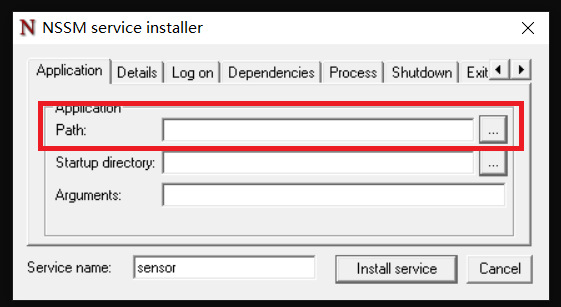 NSSM service installer
Application Details Log on Dependencies Process Shutdown Exit
Application
Path: ...
Startup directory: ...
Arguments:
Service name: sensor Install service Cancel